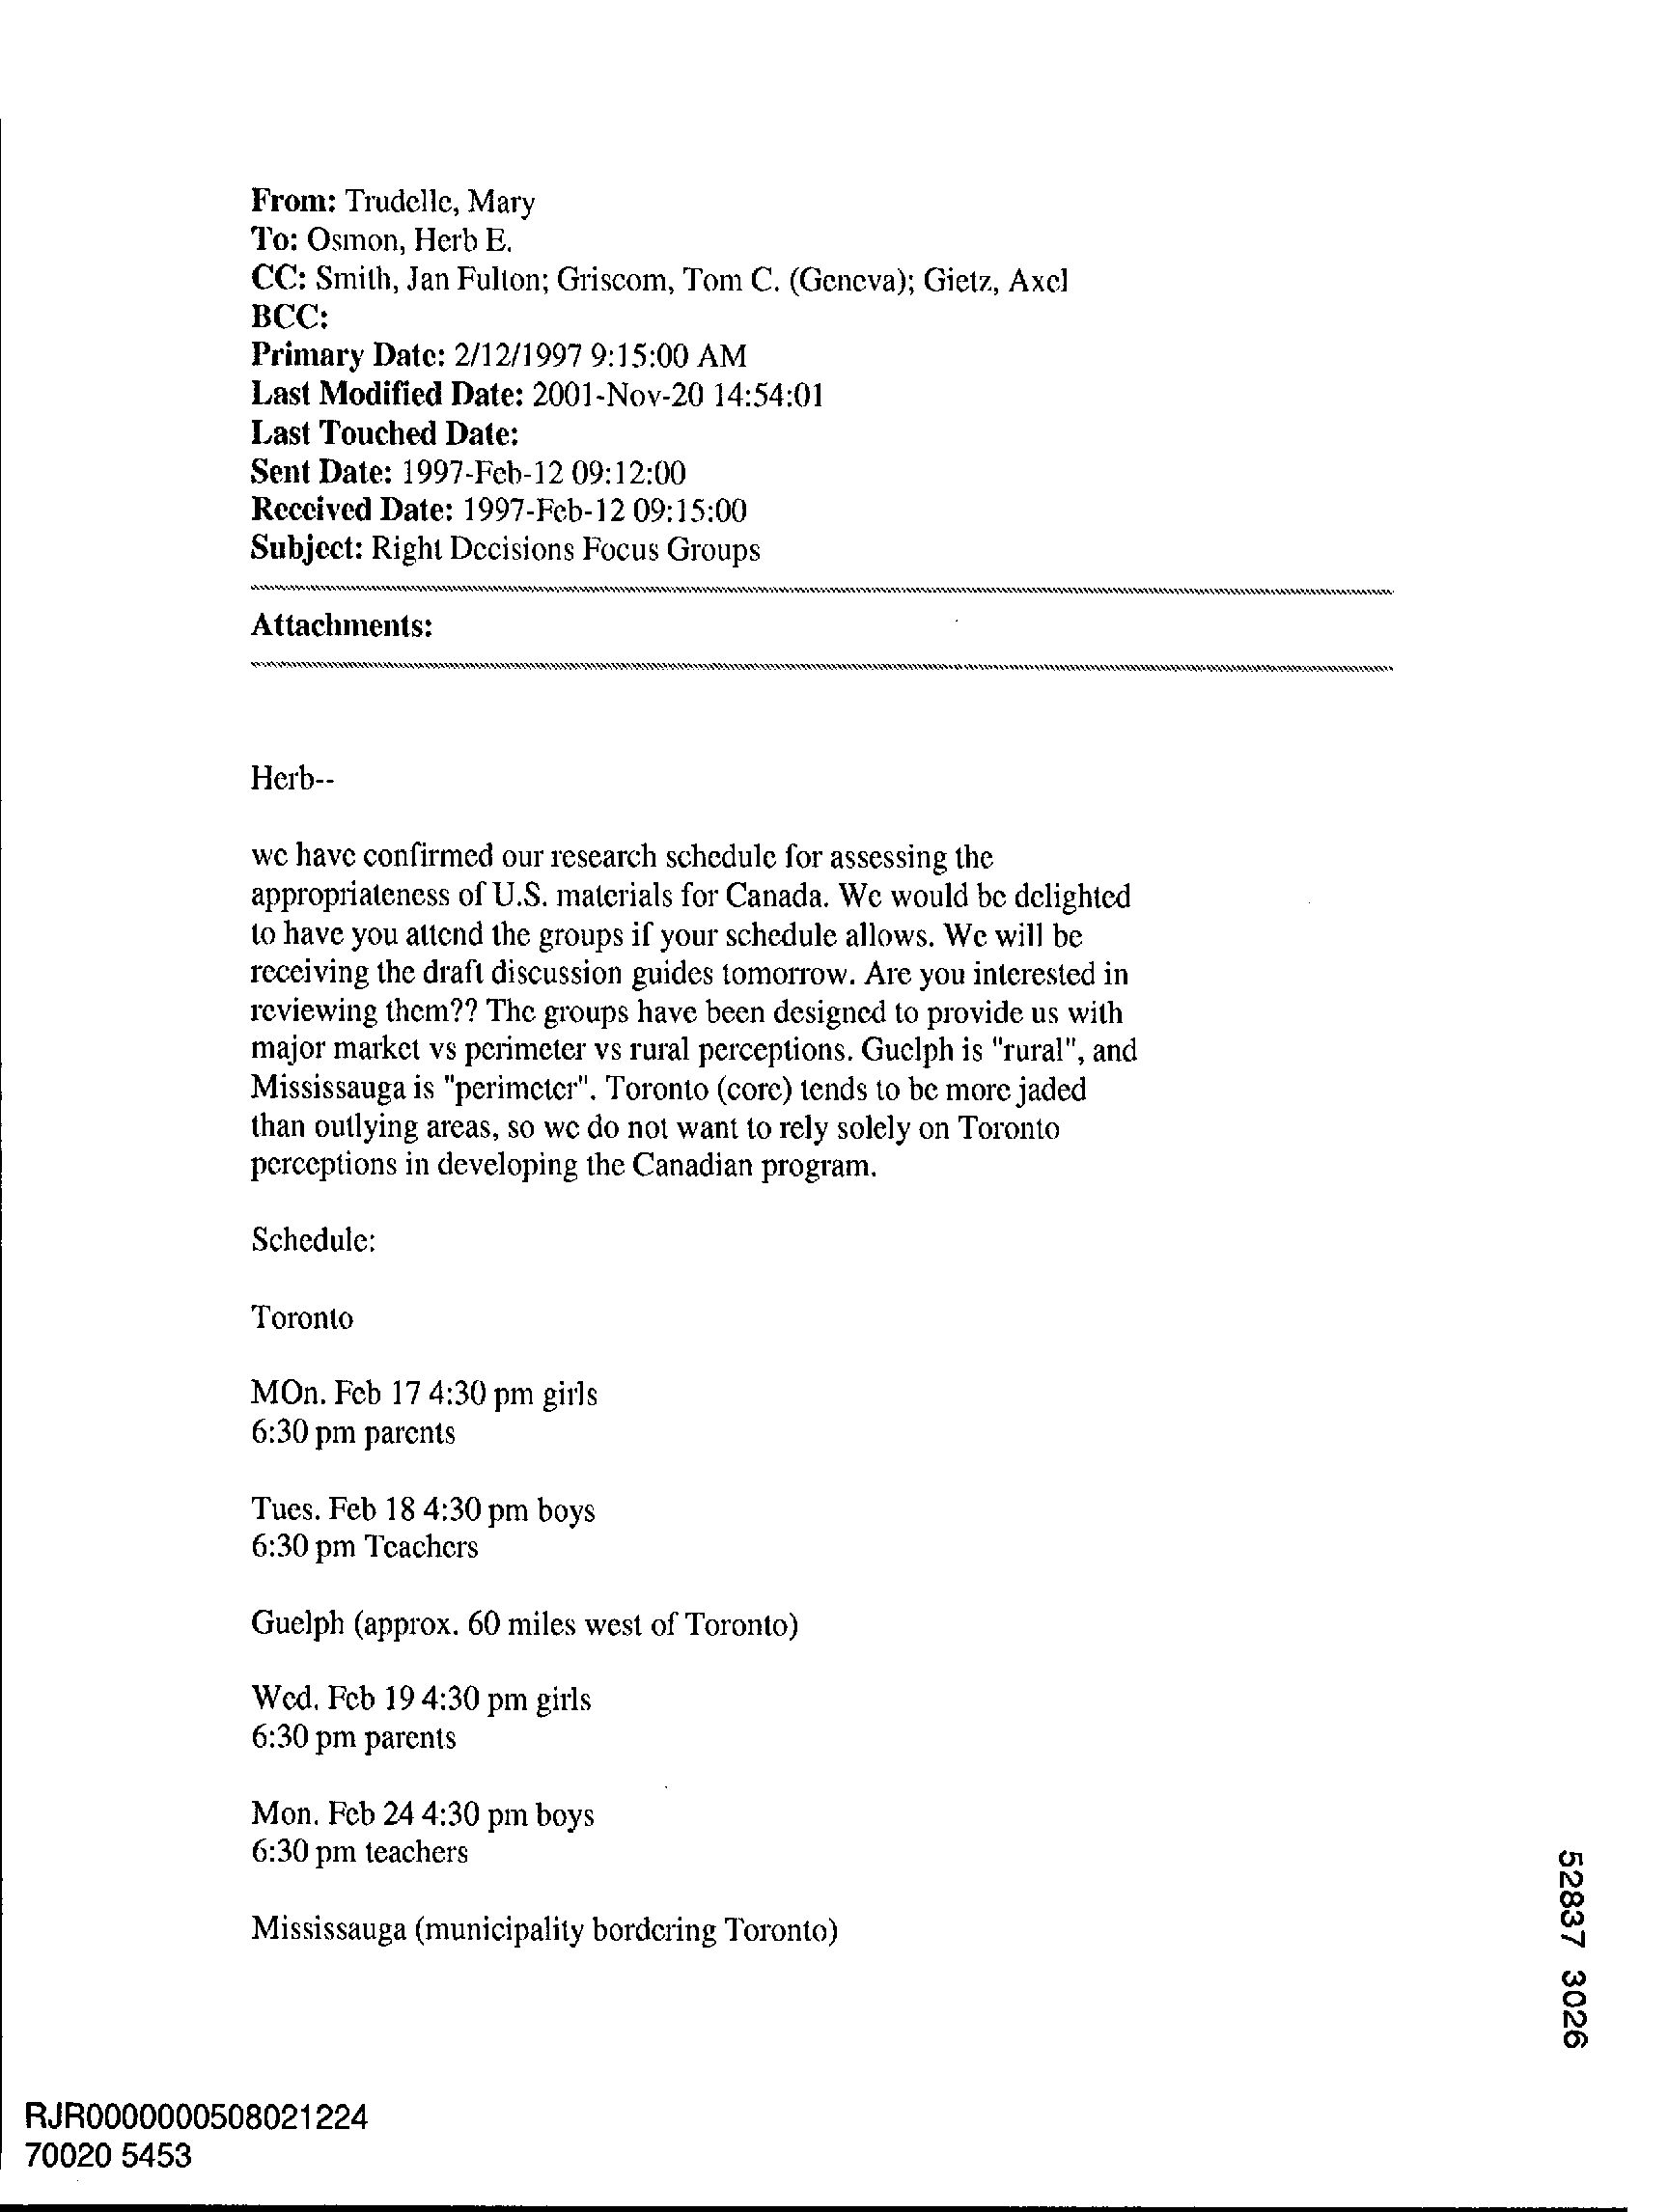 From: Trudelle, Mary
To: Osmon, Herb E.
CC: Smith, Jan Fulton; Griscom, Tom C. (Geneva); Gietz, Axel
BCC:
Primary Date: 2/12/1997 9:15:00 AM
Last Modified Date: 2001-Nov-20 14:54:01
Last Touched Date:
Sent Date: 1997-Feb-12 09:12:00
Received Date: 1997-Feb-12 09:15:00
Subject: Right Decisions Focus Groups
Attachments:
Herb--
we have confirmed our research schedule for assessing the
appropriateness of U.S. materials for Canada. We would be delighted
to have you attend the groups if your schedule allows. We will be
receiving the draft discussion guides tomorrow. Are you interested in
reviewing them?? The groups have been designed to provide us with
major market vs perimeter vs rural perceptions. Guelph is "rural", and
Mississauga is "perimeter". Toronto (core) tends to be more jaded
than outlying areas, so we do not want to rely solely on Toronto
perceptions in developing the Canadian program.
Schedule:
Toronto
MOn. Feb 17 4:30 pm girls
6:30 pm parents
Tues. Feb 18 4:30 pm boys
6:30 pm Teachers
Guelph (approx. 60 miles west of Toronto)
Wed. Feb 19 4:30 pm girls
6:30 pm parents
Mon. Feb 24 4:30 pm boys
6:30 pm teachers
Mississauga (municipality bordering Toronto)
52837 3026
RJR0000000508021224
70020 5453